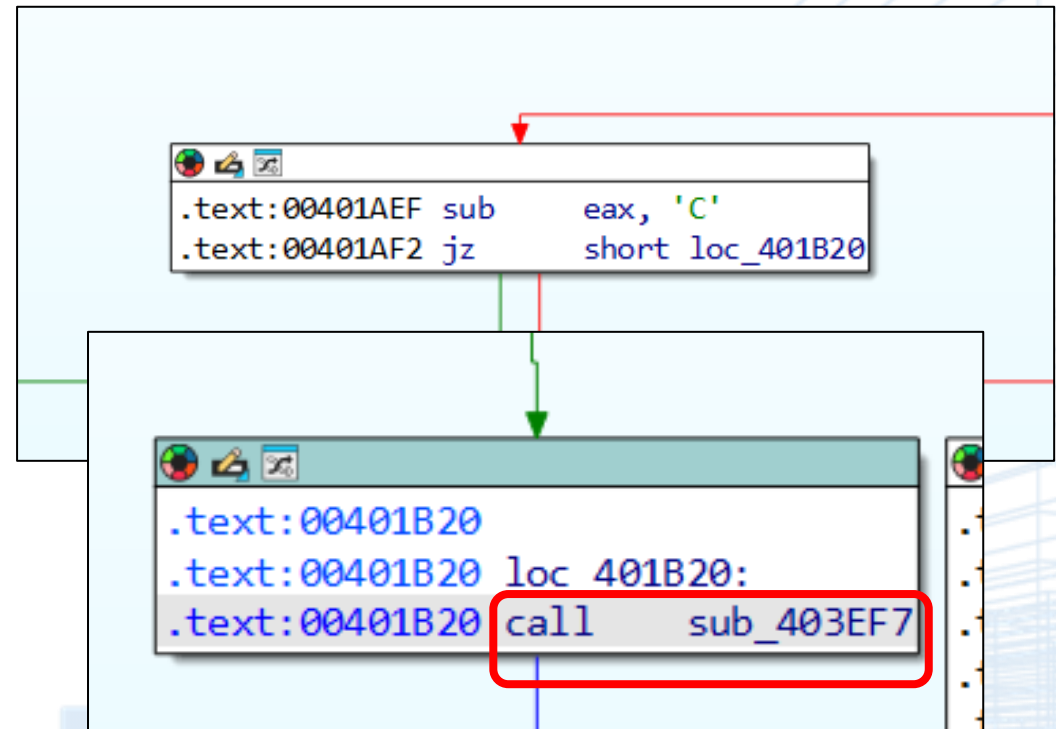 .text:00401AEF sub eax, 'C'
.text:00401AF2 jz short loc_401B20
.text:00401B20
.text:00401B20 loc_401B20:
.text:00401B20 call sub_403EF7